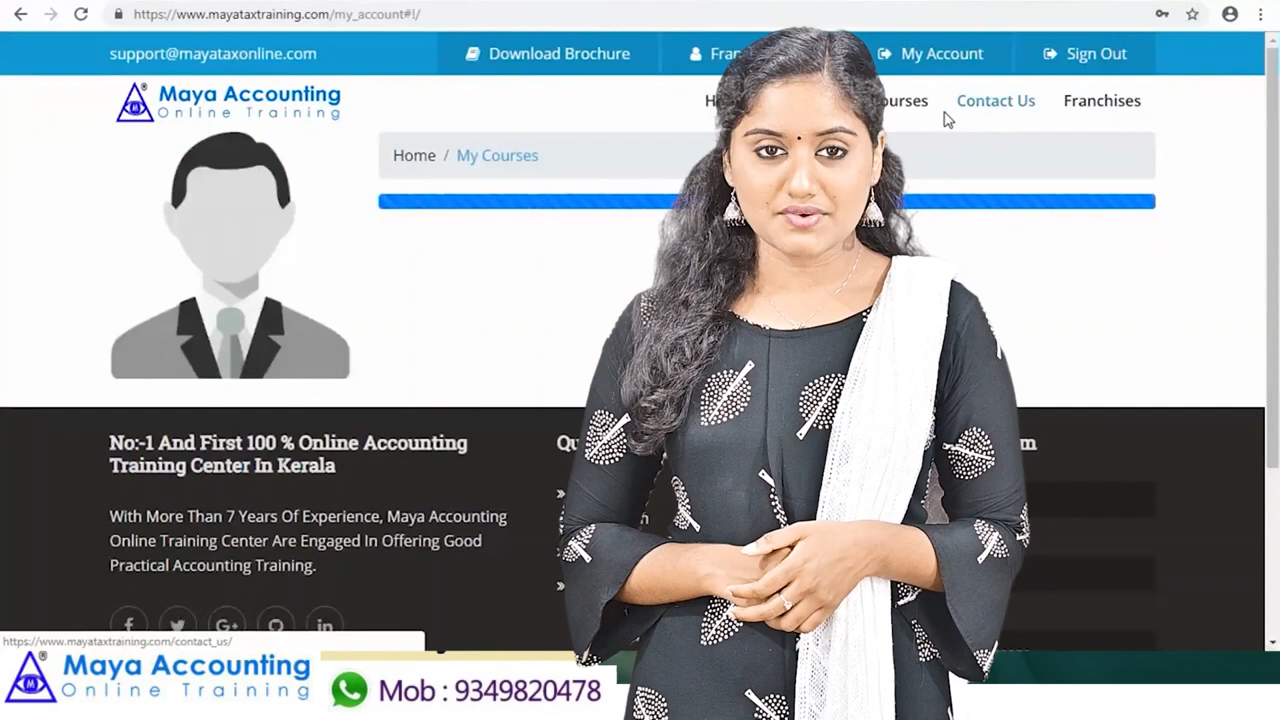 https://www.mayataxtraining.com/my_account#!/
support@mayataxonline.com
Download Brochure
My Account
Sign Out
Maya Accounting
Online Training
Contact Us
Franchises
Home / My Courses
No:-1 And First 100 % Online Accounting
Training Center In Kerala
With More Than 7 Years Of Experience, Maya Accounting
Online Training Center Are Engaged In Offering Good
Practical Accounting Training.
https://www.mayataxtraining.com/contact_us/
Maya Accounting
Online Training
Mob : 9349820478